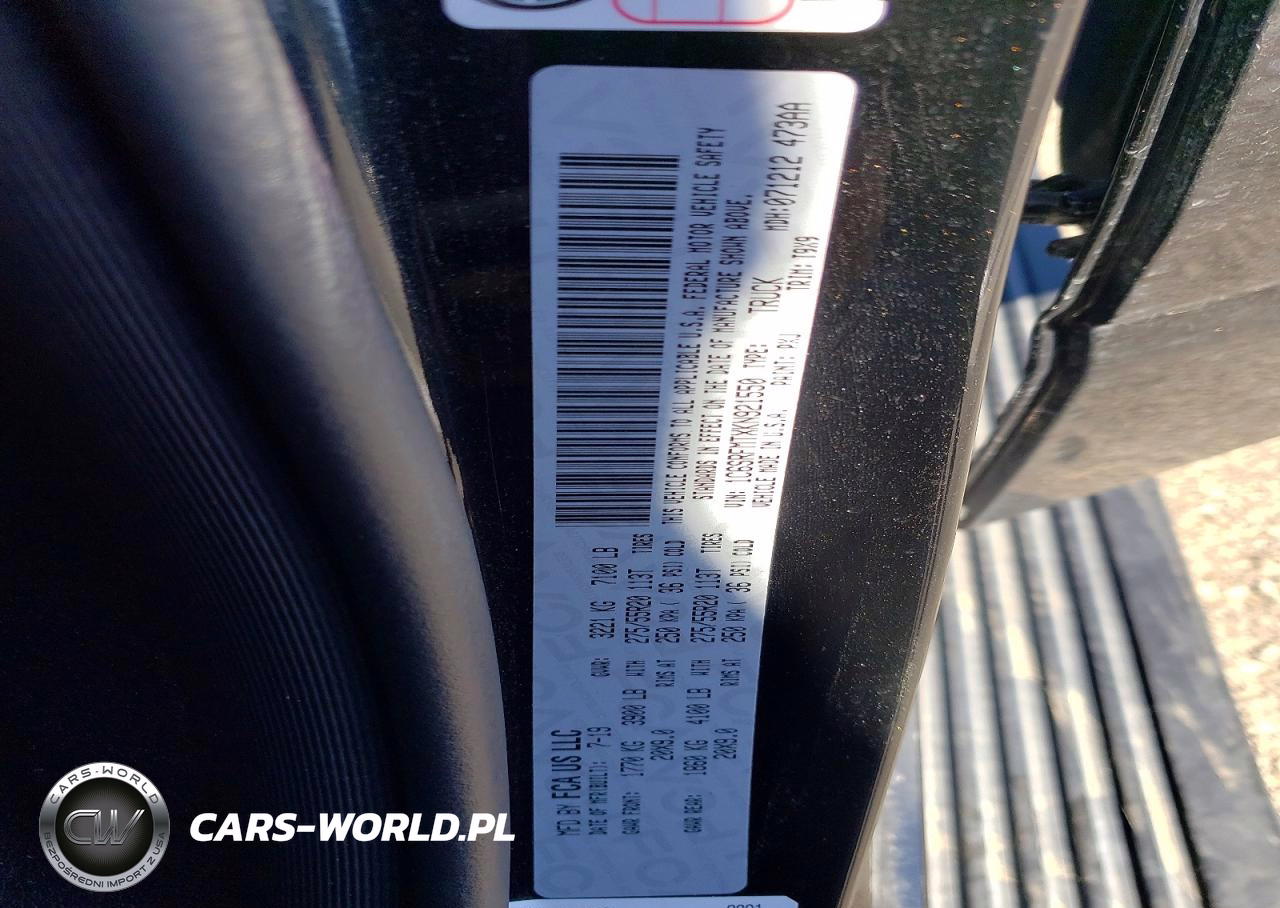 MFD BY FCA US LLC
DATE OF MFR(BUILT): 7-19 GVWR: 3221 KG 7100 LB
GAWR FRONT: 1770 KG 3900 LB WITH 275/55R20 113T TIRES
20X9.0 RIMS AT 250 KPA( 36 PSI COLD
GAWR REAR: 1860 KG 4100 LB WITH 275/55R20 113T TIRES
20X9.0 RIMS AT 250 KPA( 36 PSI COLD
THIS VEHICLE CONFORMS TO ALL APPLICABLE U.S.A. FEDERAL MOTOR VEHICLE SAFETY
STANDARDS IN EFFECT ON THE DATE OF MANUFACTURE SHOWN ABOVE.
VIN: 1C6SRFMTXKN921550 TYPE: TRUCK MDH:071212 473AA
VEHICLE MADE IN U.S.A. PAINT: PXJ TRIM: T9X9
CARS-WORLD
CW
BEZPOŚREDNI IMPORT Z USA
CARS-WORLD.PL